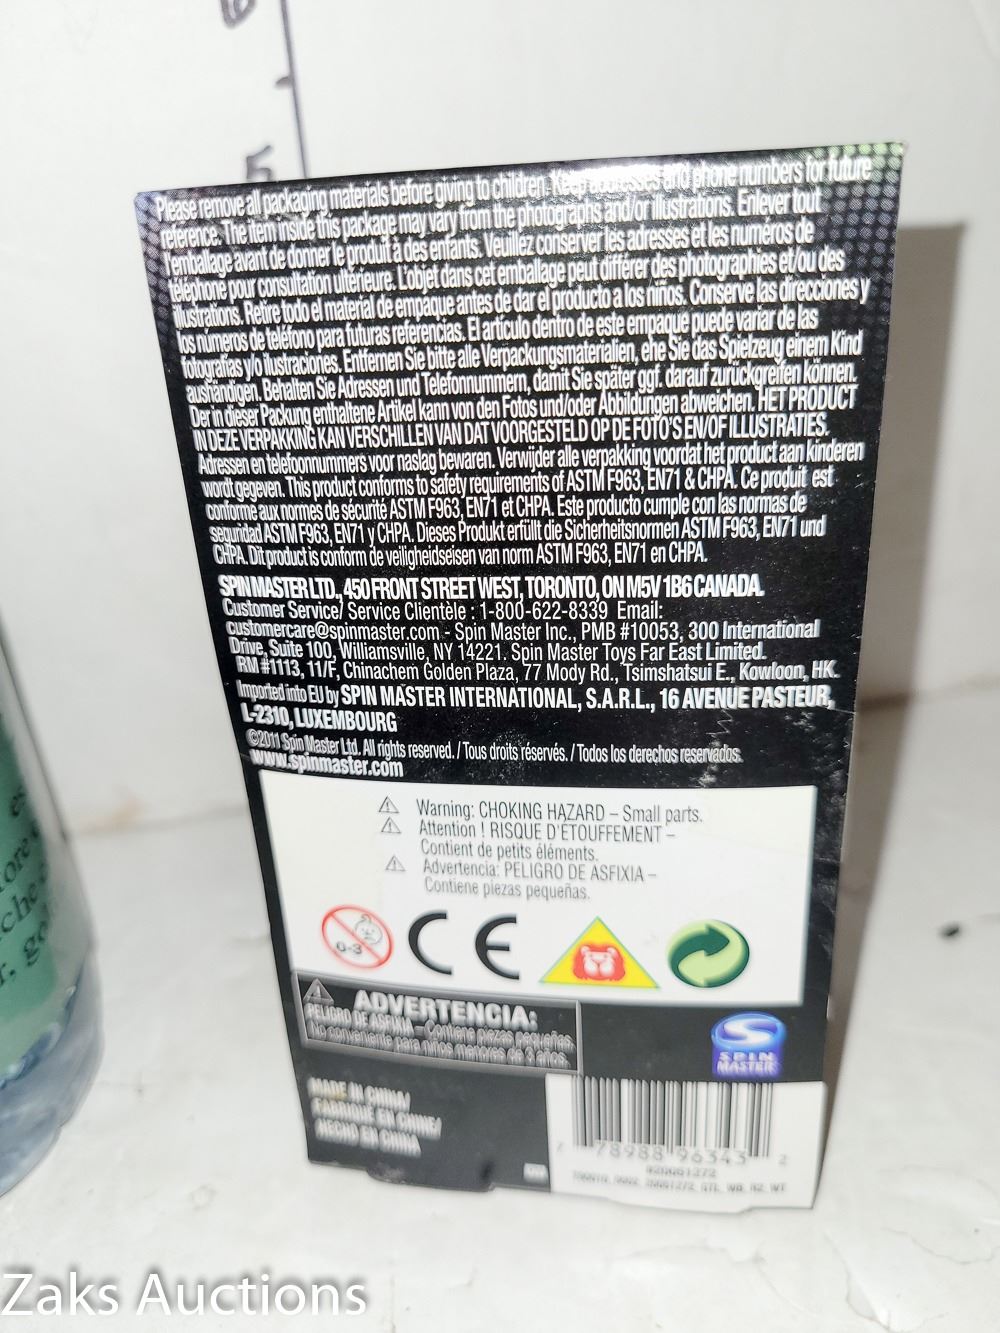 6
5
Please remove all packaging materials before giving to children. Keep addresses and phone numbers for future
reference. The item inside this package may vary from the photographs and/or illustrations. Enlever tout
l'emballage avant de donner le produit à des enfants. Veuillez conserver les adresses et les numéros de
téléphone pour consultation ultérieure. L'objet dans cet emballage peut différer des photographies et/ou des
illustrations. Retire todo el material de empaque antes de dar el producto a los niños. Conserve las direcciones y
los números de teléfono para futuras referencias. El artículo dentro de este empaque puede variar de las
fotografías y/o ilustraciones. Entfernen Sie bitte alle Verpackungsmaterialien, ehe Sie das Spielzeug einem Kind
aushändigen. Behalten Sie Adressen und Telefonnummern, damit Sie später ggf. darauf zurückgreifen können.
Der in dieser Packung enthaltene Artikel kann von den Fotos und/oder Abbildungen abweichen. HET PRODUCT
IN DEZE VERPAKKING KAN VERSCHILLEN VAN DAT VOORGESTELD OP DE FOTO'S EN/OF ILLUSTRATIES.
Adressen en telefoonnummers voor naslag bewaren. Verwijder alle verpakking voordat het product aan kinderen
wordt gegeven. This product conforms to safety requirements of ASTM F963, EN71 & CHPA. Ce produit est
conforme aux normes de sécurité ASTM F963, EN71 et CHPA. Este producto cumple con las normas de
seguridad ASTM F963, EN71 y CHPA. Dieses Produkt erfüllt die Sicherheitsnormen ASTM F963, EN71 und
CHPA. Dit product is conform de veiligheidseisen van norm ASTM F963, EN71 en CHPA.
SPIN MASTER LTD., 450 FRONT STREET WEST, TORONTO, ON M5V 1B6 CANADA.
Customer Service/ Service Clientèle : 1-800-622-8339 Email:
customercare@spinmaster.com - Spin Master Inc., PMB #10053, 300 International
Drive, Suite 100, Williamsville, NY 14221. Spin Master Toys Far East Limited.
RM #1113, 11/F, Chinachem Golden Plaza, 77 Mody Rd., Tsimshatsui E., Kowloon, HK.
Imported into EU by SPIN MASTER INTERNATIONAL, S.A.R.L., 16 AVENUE PASTEUR,
L-2310, LUXEMBOURG
©2011 Spin Master Ltd. All rights reserved. / Tous droits réservés. / Todos los derechos reservados.
www.spinmaster.com
Warning: CHOKING HAZARD – Small parts.
Attention ! RISQUE D'ÉTOUFFEMENT –
Contient de petits éléments.
Advertencia: PELIGRO DE ASFIXIA –
Contiene piezas pequeñas.
0-3
CE
ADVERTENCIA:
PELIGRO DE ASFIXIA – Contiene piezas pequeñas.
No conveniente para niños menores de 3 años.
SPIN
MASTER
MADE IN CHINA/
FABRIQUÉ EN CHINE/
HECHO EN CHINA
7 78988 96343 2
Zaks Auctions